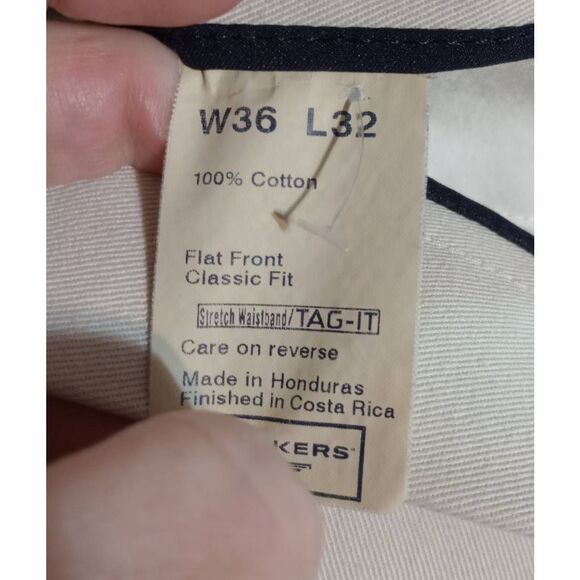 W36 L32
100% Cotton
Flat Front
Classic Fit
Stretch Waistband/TAG-IT
Care on reverse
Made in Honduras
Finished in Costa Rica
KERS